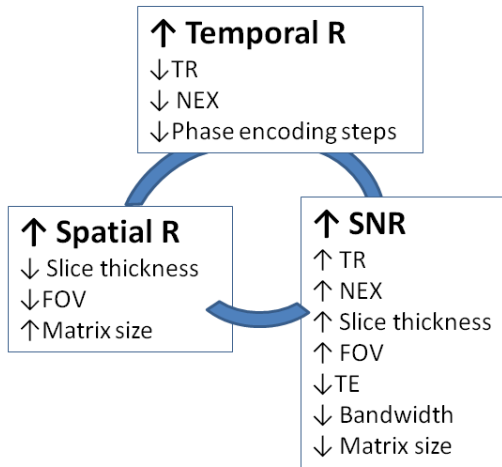 ↑ Temporal R
↓TR
↓ NEX
↓Phase encoding steps
↑ Spatial R
↓ Slice thickness
↓FOV
↑Matrix size
↑ SNR
↑ TR
↑ NEX
↑ Slice thickness
↑ FOV
↓TE
↓ Bandwidth
↓ Matrix size